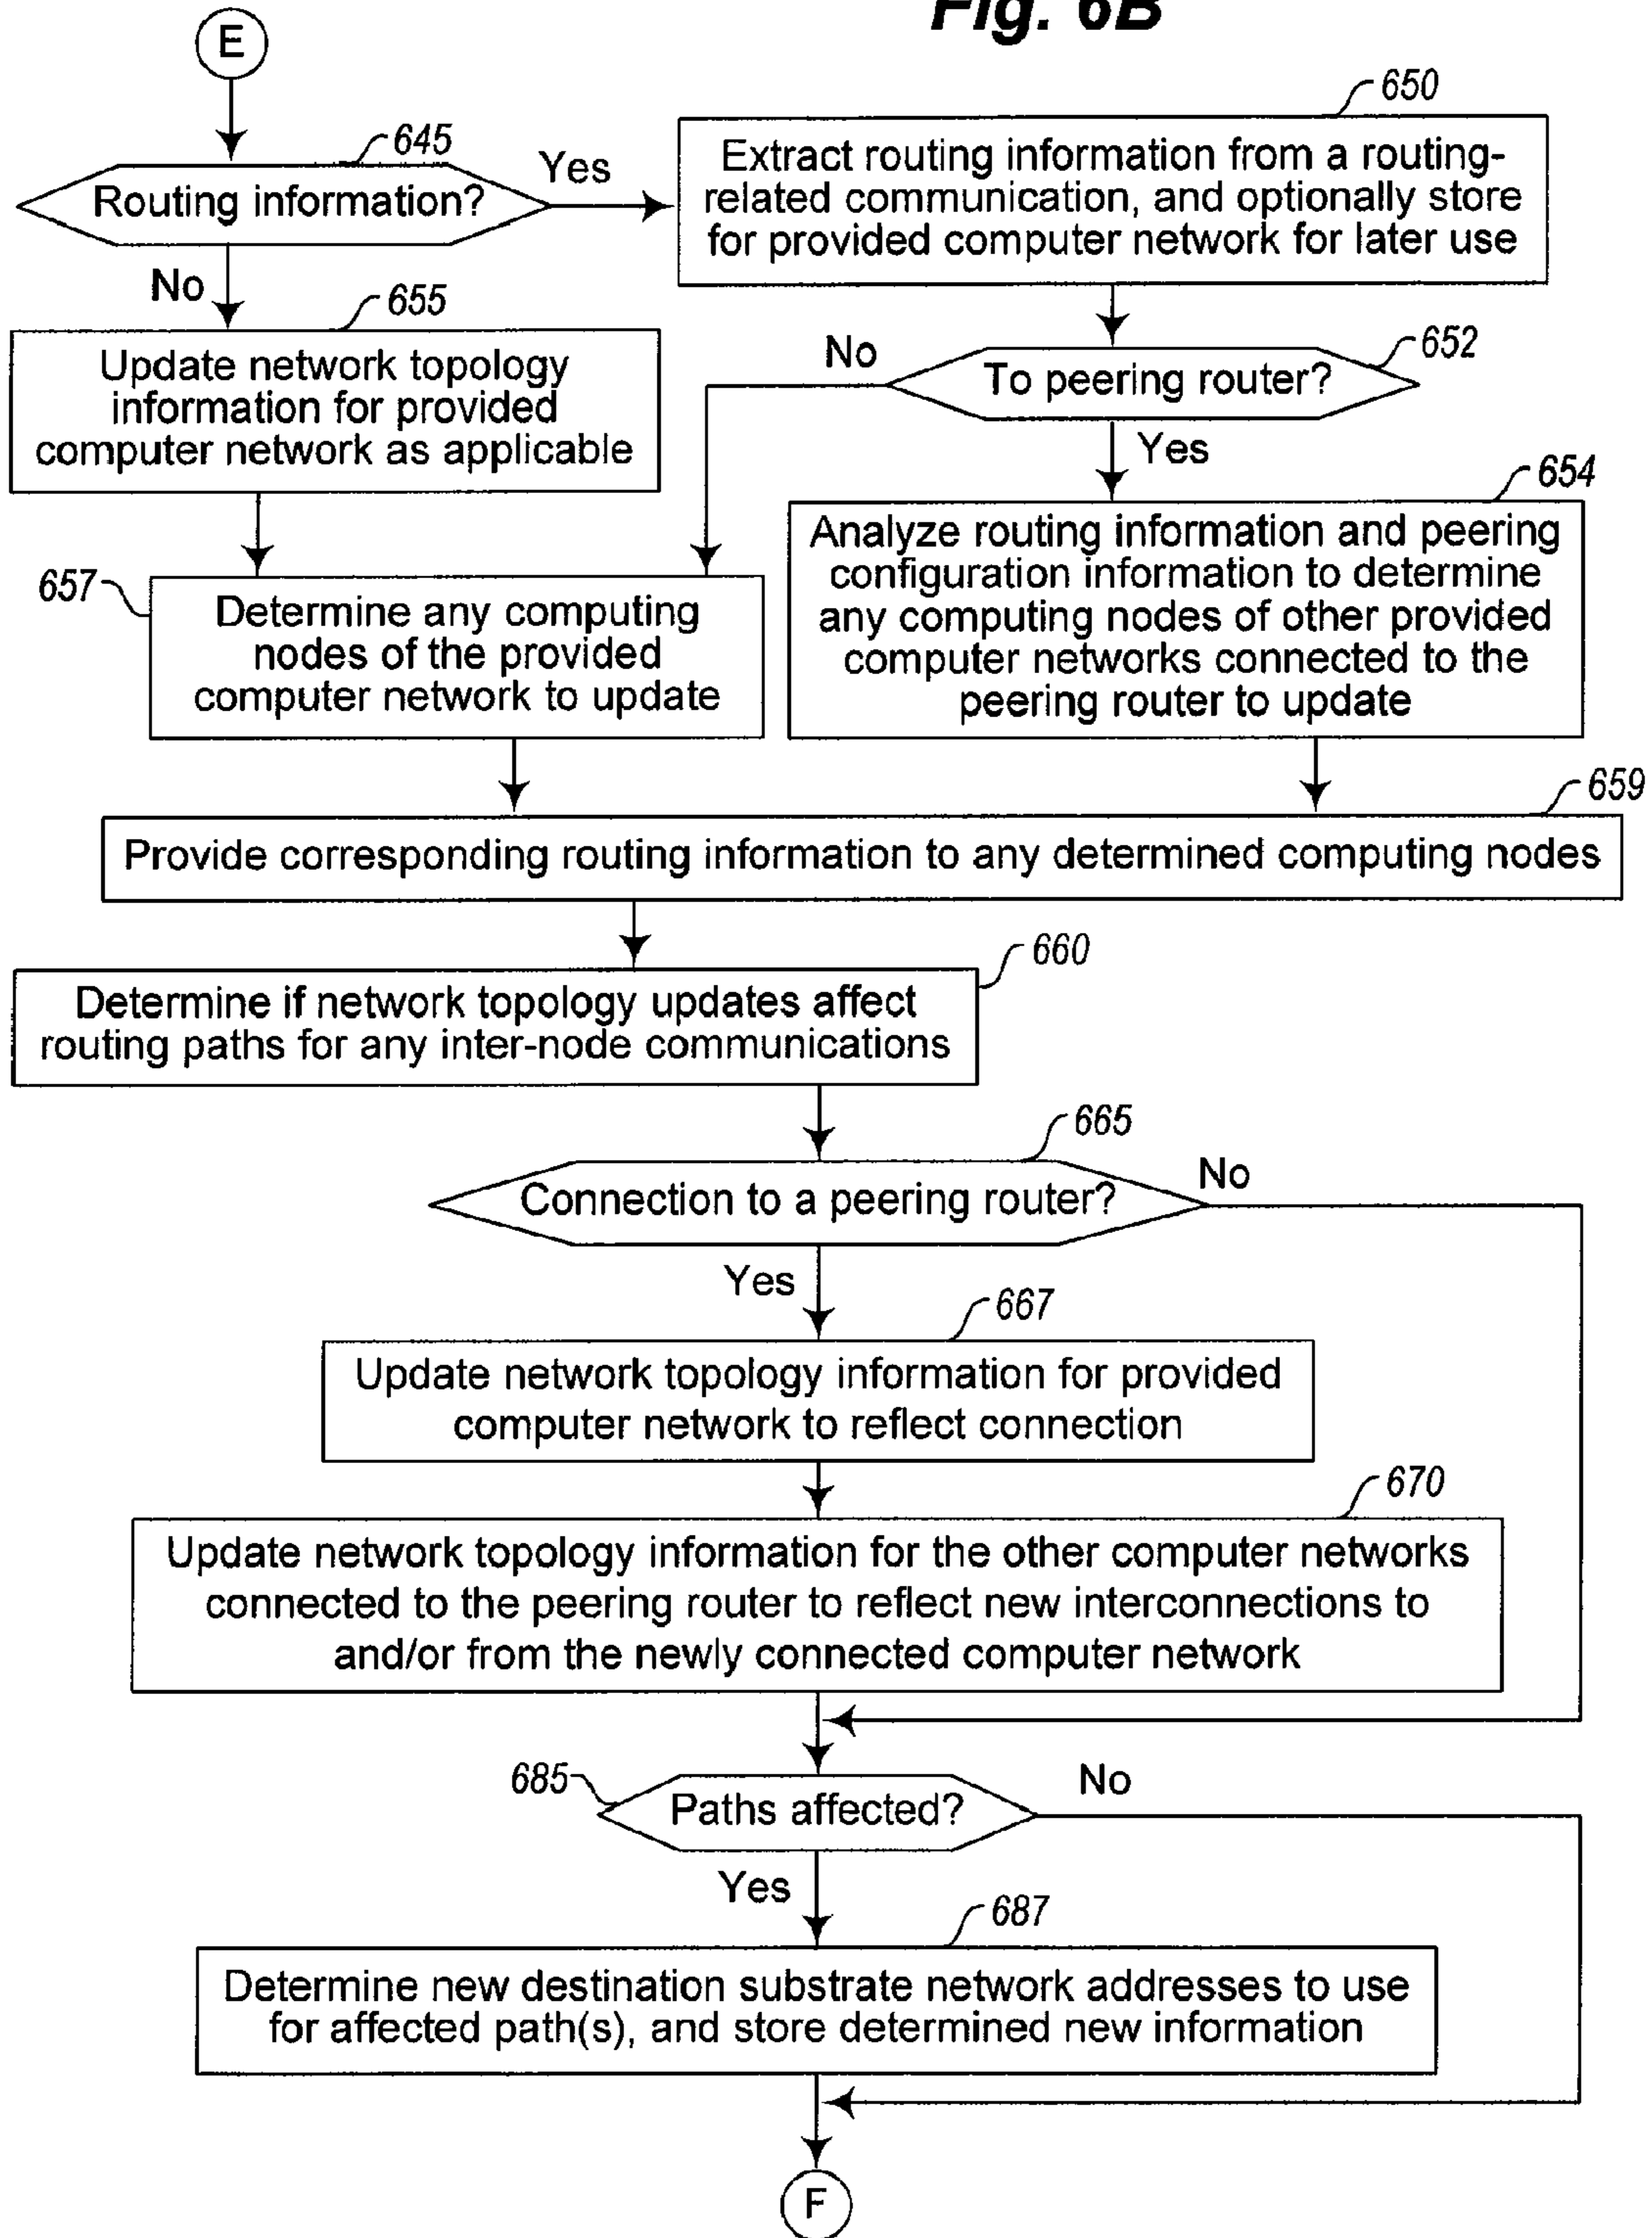 Fig. 6B
E
645
Routing information?
Yes
No
650
Extract routing information from a routing-
related communication, and optionally store
for provided computer network for later use
655
Update network topology
information for provided
computer network as applicable
652
To peering router?
No
Yes
654
Analyze routing information and peering
configuration information to determine
any computing nodes of other provided
computer networks connected to the
peering router to update
657
Determine any computing
nodes of the provided
computer network to update
659
Provide corresponding routing information to any determined computing nodes
660
Determine if network topology updates affect
routing paths for any inter-node communications
665
Connection to a peering router?
No
Yes
667
Update network topology information for provided
computer network to reflect connection
670
Update network topology information for the other computer networks
connected to the peering router to reflect new interconnections to
and/or from the newly connected computer network
685
Paths affected?
No
Yes
687
Determine new destination substrate network addresses to use
for affected path(s), and store determined new information
F